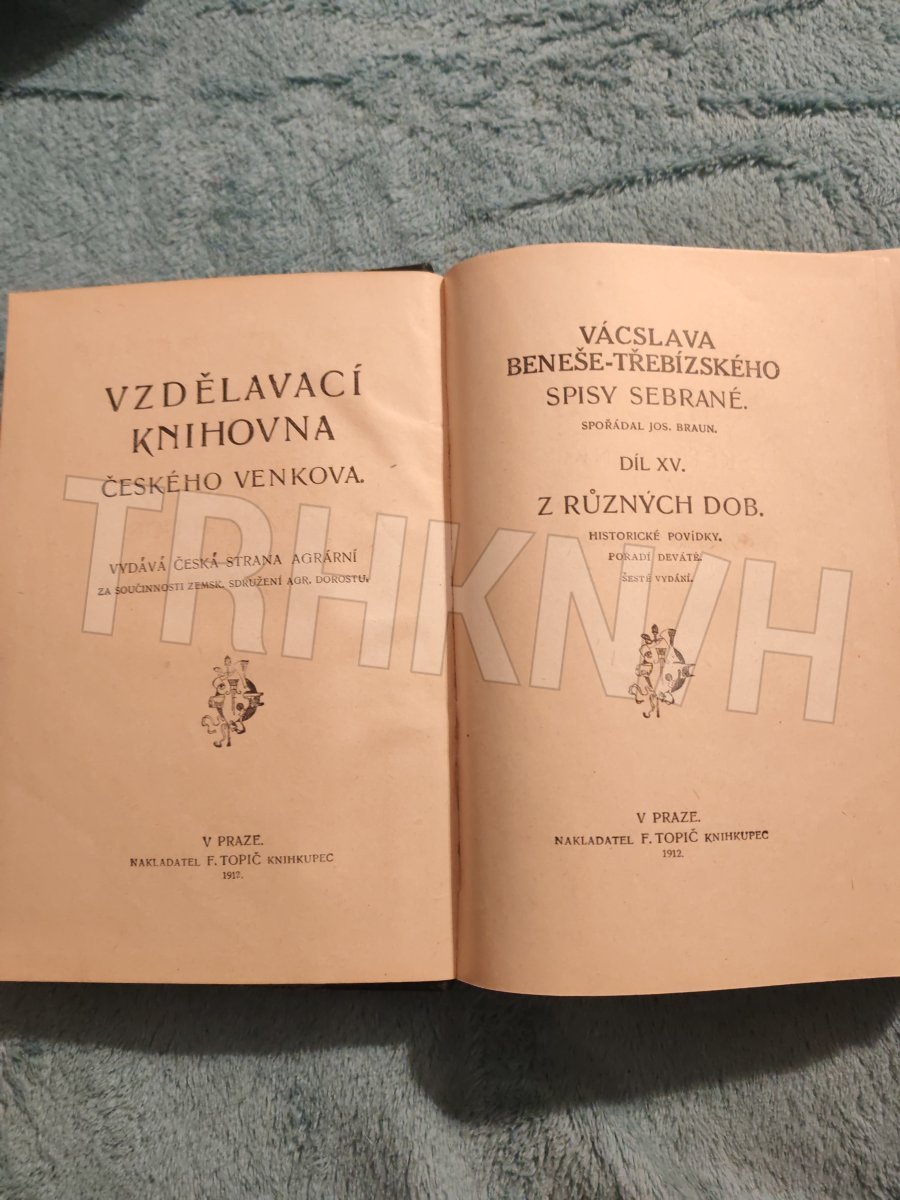 VZDĚLAVACÍ
KNIHOVNA
ČESKÉHO VENKOVA.
VYDÁVÁ ČESKÁ STRANA AGRÁRNÍ
ZA SOUČINNOSTI ZEMSK. SDRUŽENÍ AGR. DOROSTU.
V PRAZE.
NAKLADATEL F. TOPIČ KNIHKUPEC
1912.
VÁCSLAVA
BENEŠE-TŘEBÍZSKÉHO
SPISY SEBRANÉ.
SPOŘÁDAL JOS. BRAUN.
DÍL XV.
Z RŮZNÝCH DOB.
HISTORICKÉ POVÍDKY.
POŘADÍ DEVÁTÉ.
ŠESTÉ VYDÁNÍ.
V PRAZE.
NAKLADATEL F. TOPIČ KNIHKUPEC
1912.
TRHKNIH